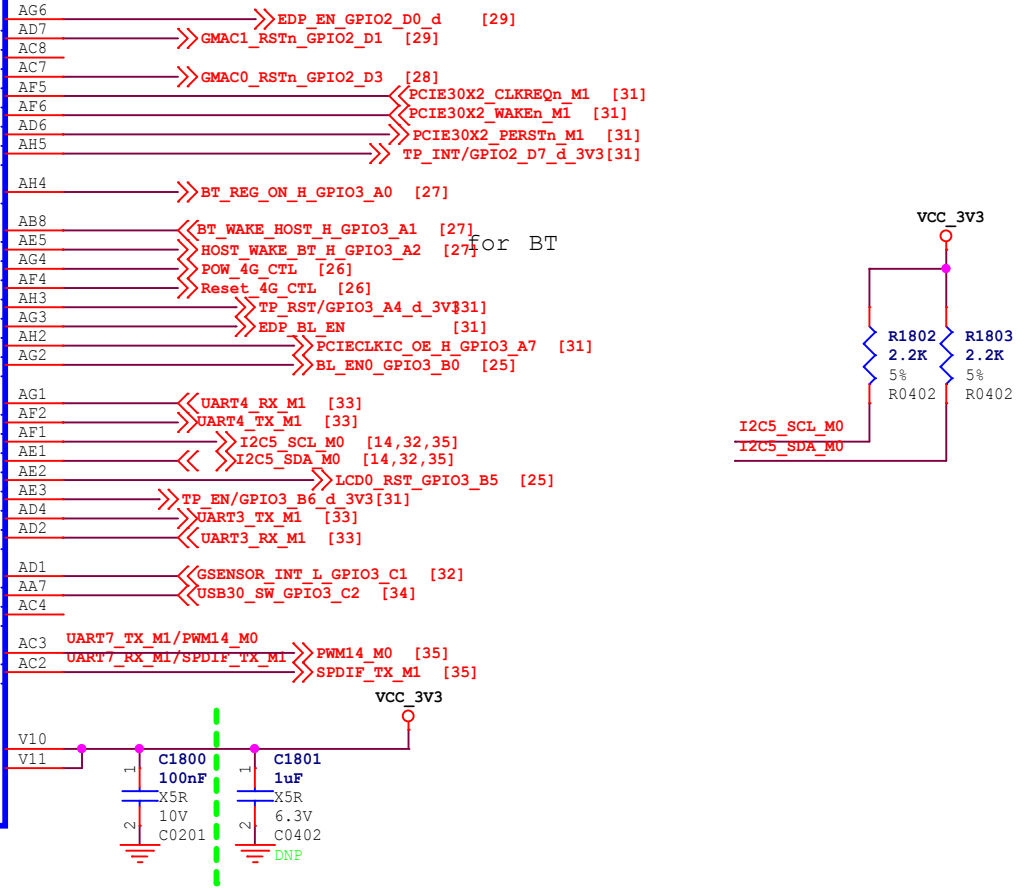 AG6 EDP_EN_GPIO2_D0_d [29]
AD7 GMAC1_RSTn_GPIO2_D1 [29]
AC8
AC7 GMAC0_RSTn_GPIO2_D3 [28]
AF5 PCIE30X2_CLKREQn_M1 [31]
AF6 PCIE30X2_WAKEn_M1 [31]
AD6 PCIE30X2_PERSTn_M1 [31]
AH5 TP_INT/GPIO2_D7_d_3V3[31]
AH4 BT_REG_ON_H_GPIO3_A0 [27]
AB8 BT_WAKE_HOST_H_GPIO3_A1 [27]
for BT
AE5 HOST_WAKE_BT_H_GPIO3_A2 [27]
AG4 POW_4G_CTL [26]
AF4 Reset_4G_CTL [26]
AH3 TP_RST/GPIO3_A4_d_3V3[31]
AG3 EDP_BL_EN [31]
AH2 PCIECLKIC_OE_H_GPIO3_A7 [31]
AG2 BL_EN0_GPIO3_B0 [25]
AG1 UART4_RX_M1 [33]
AF2 UART4_TX_M1 [33]
AF1 I2C5_SCL_M0 [14,32,35]
AE1 I2C5_SDA_M0 [14,32,35]
AE2 LCD0_RST_GPIO3_B5 [25]
AE3 TP_EN/GPIO3_B6_d_3V3[31]
AD4 UART3_TX_M1 [33]
AD2 UART3_RX_M1 [33]
AD1 GSENSOR_INT_L_GPIO3_C1 [32]
AA7 USB30_SW_GPIO3_C2 [34]
AC4
AC3 UART7_TX_M1/PWM14_M0 PWM14_M0 [35]
AC2 UART7_RX_M1/SPDIF_TX_M1 SPDIF_TX_M1 [35]
VCC_3V3
V10
V11
C1800
1
100nF
X5R
10V
2
C0201
C1801
1
1uF
X5R
6.3V
2
C0402
DNP
VCC_3V3
R1802
2.2K
5%
R0402
R1803
2.2K
5%
R0402
I2C5_SCL_M0
I2C5_SDA_M0